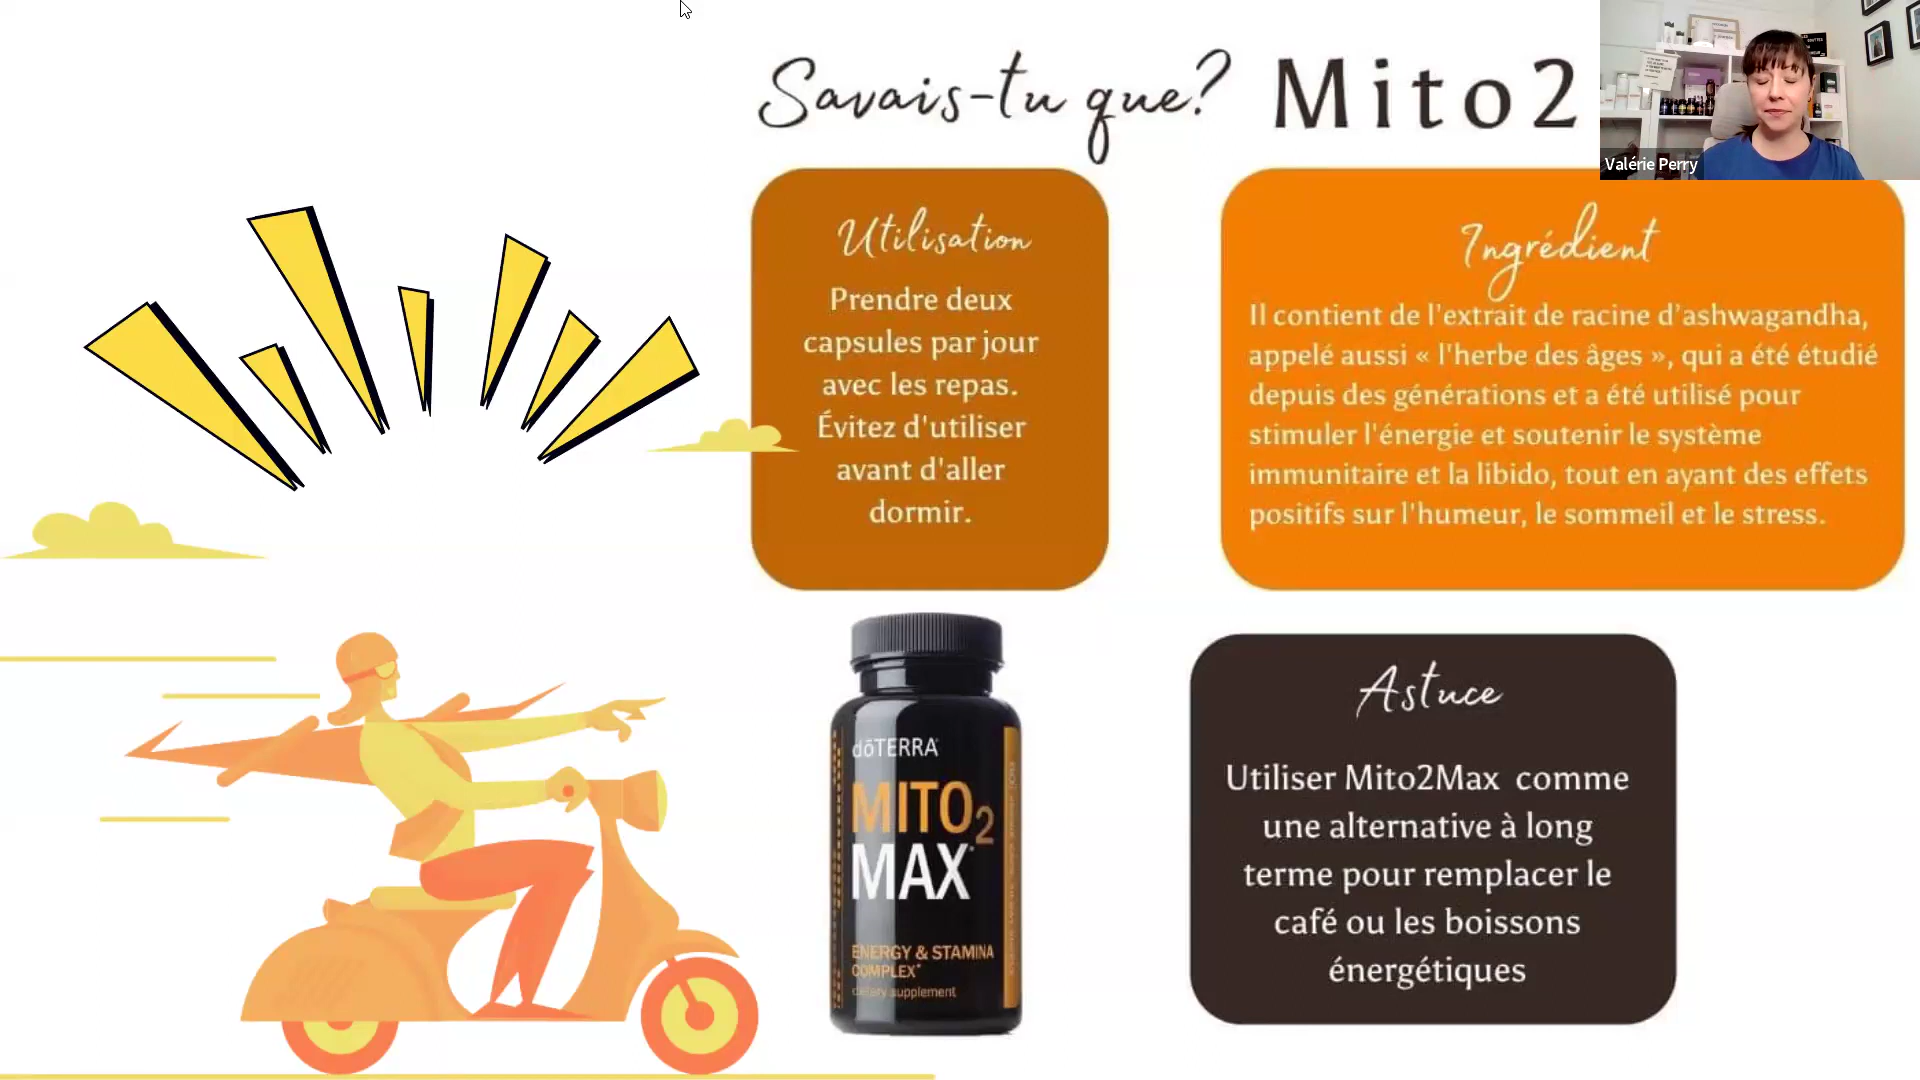 Savais-tu que? Mito2
Valérie Perry
Utilisation
Prendre deux
capsules par jour
avec les repas.
Évitez d'utiliser
avant d'aller
dormir.
Ingrédient
Il contient de l'extrait de racine d'ashwagandha,
appelé aussi « l'herbe des âges », qui a été étudié
depuis des générations et a été utilisé pour
stimuler l'énergie et soutenir le système
immunitaire et la libido, tout en ayant des effets
positifs sur l'humeur, le sommeil et le stress.
dōTERRA
MITO2
MAX
ENERGY & STAMINA
COMPLEX*
dietary supplement
Astuce
Utiliser Mito2Max comme
une alternative à long
terme pour remplacer le
café ou les boissons
énergétiques